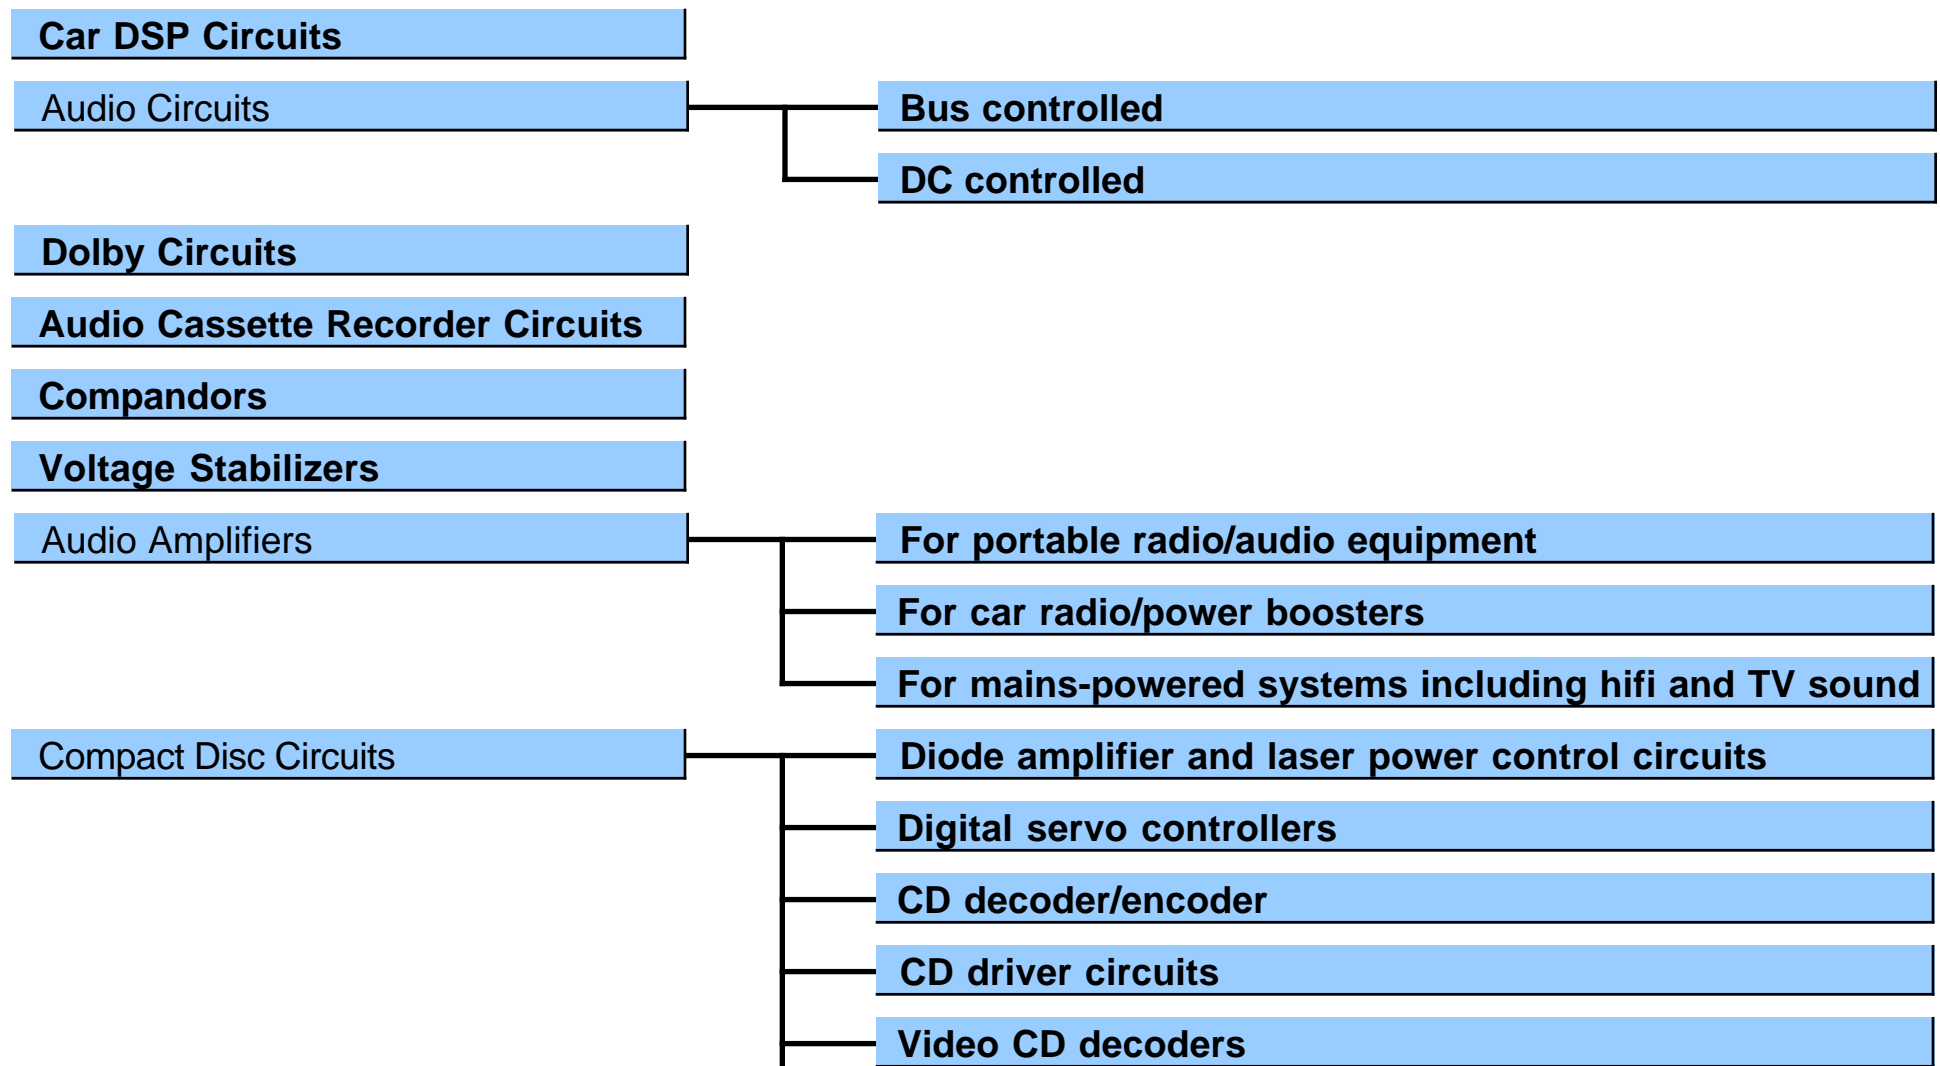 Car DSP Circuits
Audio Circuits
Bus controlled
DC controlled
Dolby Circuits
Audio Cassette Recorder Circuits
Compandors
Voltage Stabilizers
Audio Amplifiers
For portable radio/audio equipment
For car radio/power boosters
For mains-powered systems including hifi and TV sound
Compact Disc Circuits
Diode amplifier and laser power control circuits
Digital servo controllers
CD decoder/encoder
CD driver circuits
Video CD decoders